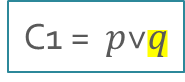 C1 = p∨q